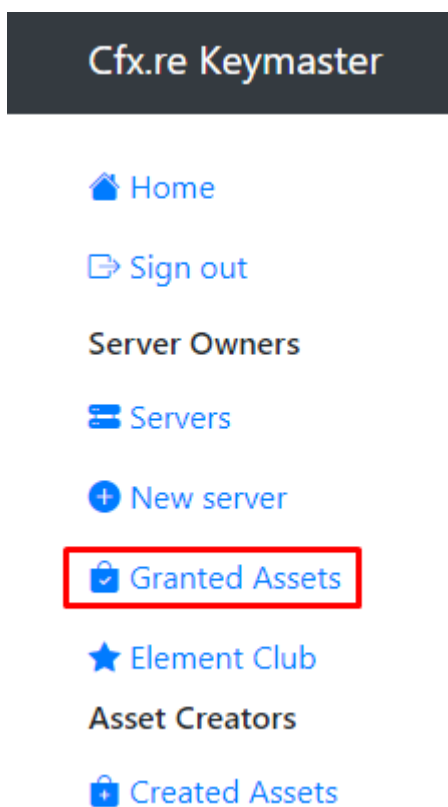 Cfx.re Keymaster
Home
Sign out
Server Owners
Servers
New server
Granted Assets
Element Club
Asset Creators
Created Assets